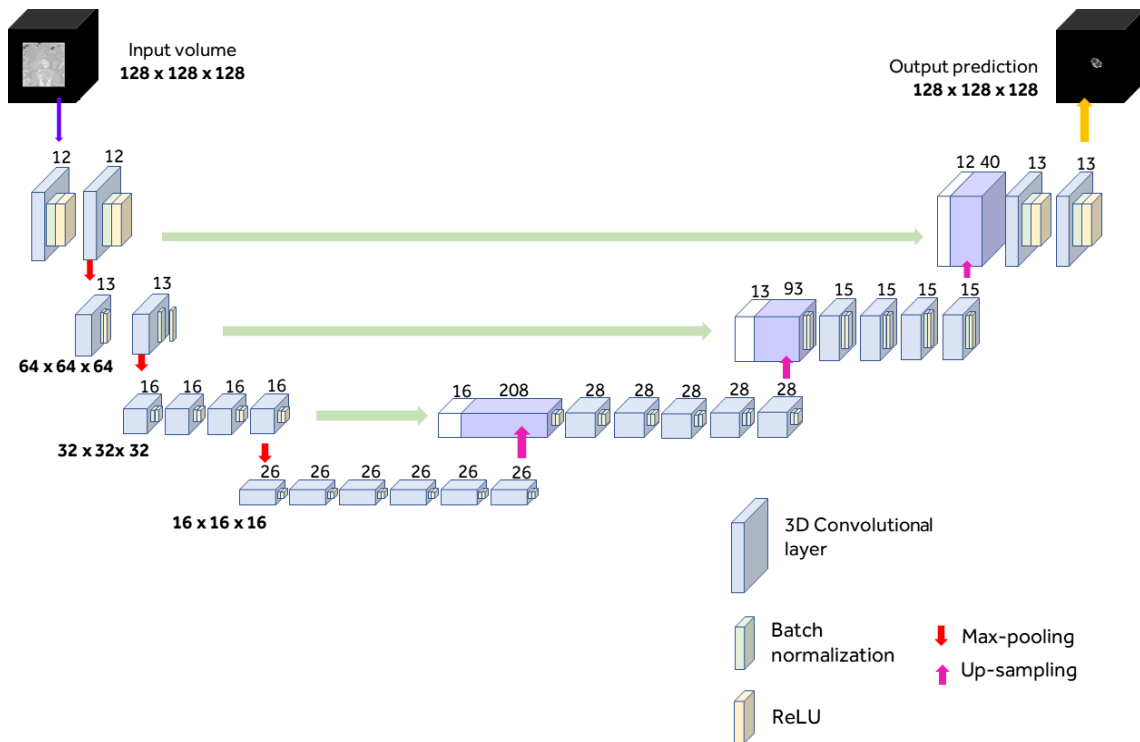 Input volume
128 x 128 x 128
Output prediction
128 x 128 x 128
12 12
12 40 13 13
13 13
13 93 15 15 15 15
64 x 64 x 64
16 16 16 16
16 208 28 28 28 28 28
32 x 32x 32
26 26 26 26 26 26
16 x 16 x 16
3D Convolutional
layer
Batch
normalization
Max-pooling
Up-sampling
ReLU